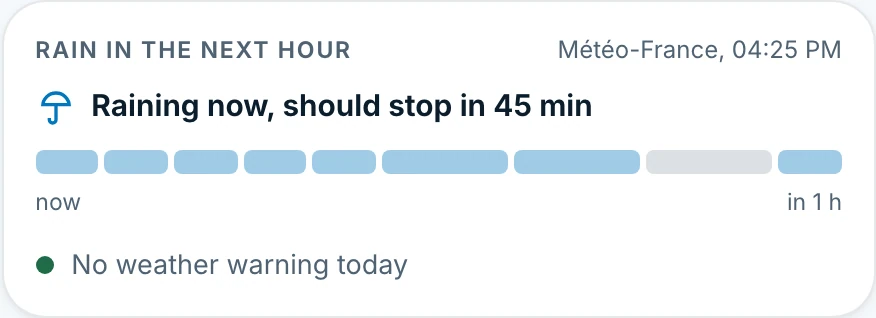 RAIN IN THE NEXT HOUR
Météo-France, 04:25 PM
Raining now, should stop in 45 min
now
in 1 h
No weather warning today